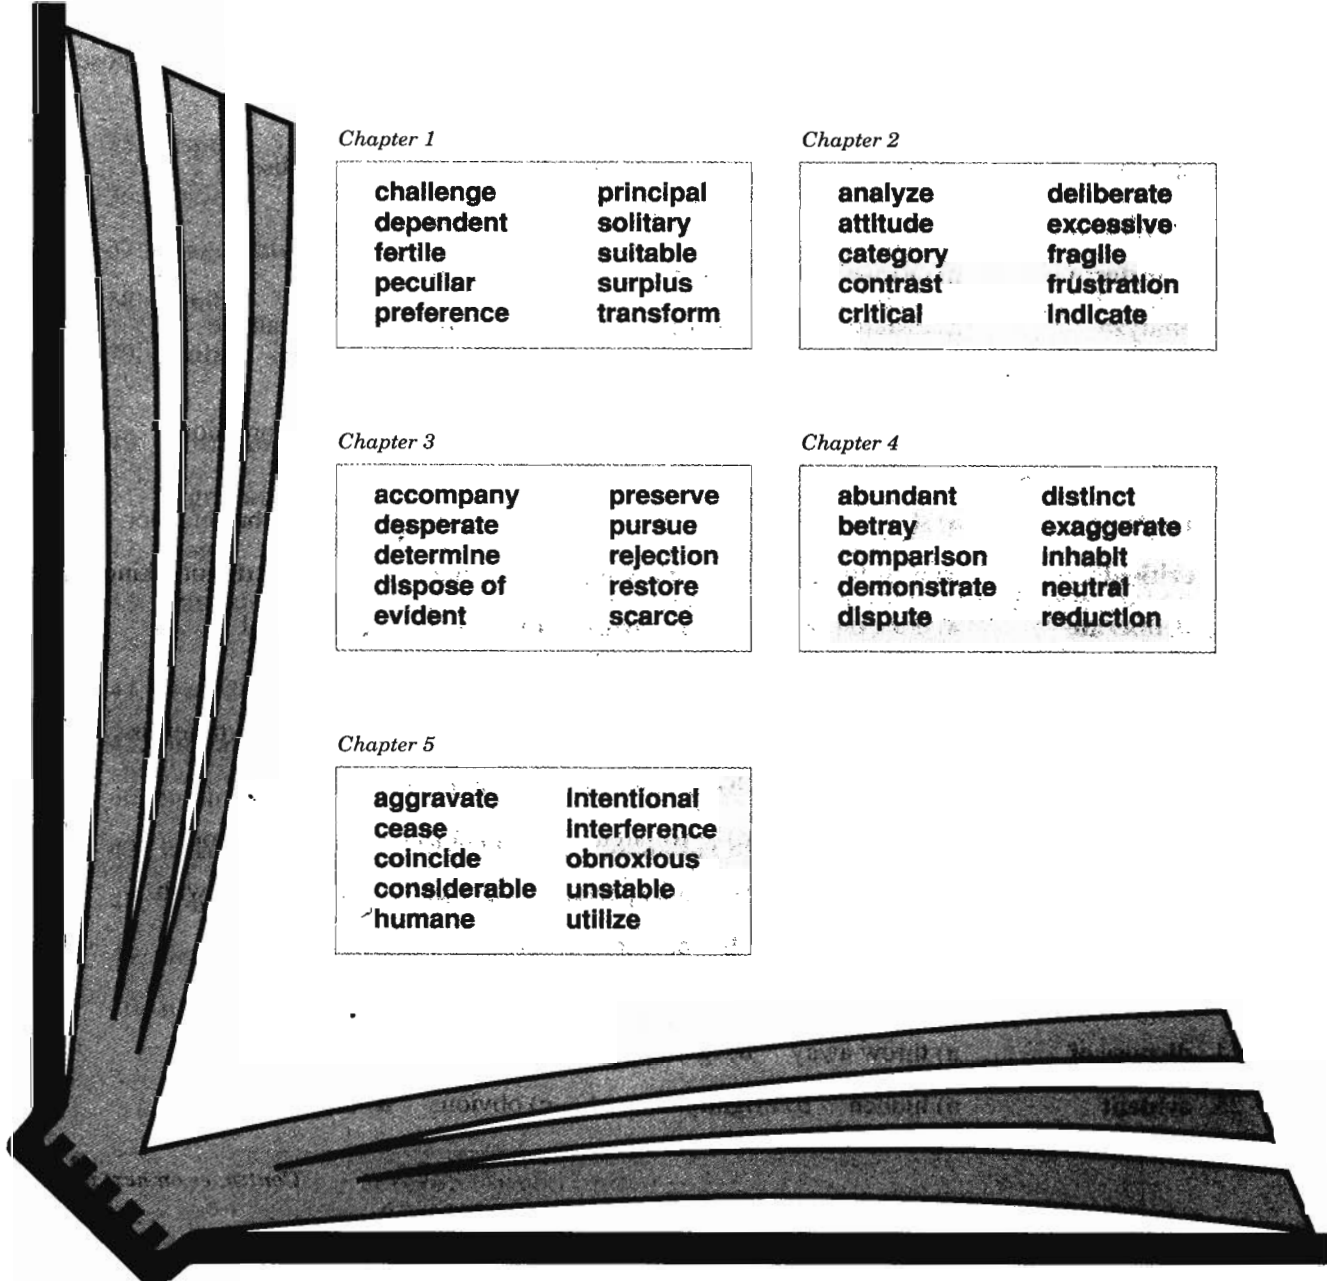 Chapter 1
challenge principal
dependent solitary
fertile suitable
peculiar surplus
preference transform
Chapter 2
analyze deliberate
attitude excessive
category fragile
contrast frustration
critical indicate
Chapter 3
accompany preserve
desperate pursue
determine rejection
dispose of restore
evident scarce
Chapter 4
abundant distinct
betray exaggerate
comparison inhabit
demonstrate neutral
dispute reduction
Chapter 5
aggravate intentional
cease interference
coincide obnoxious
considerable unstable
humane utilize